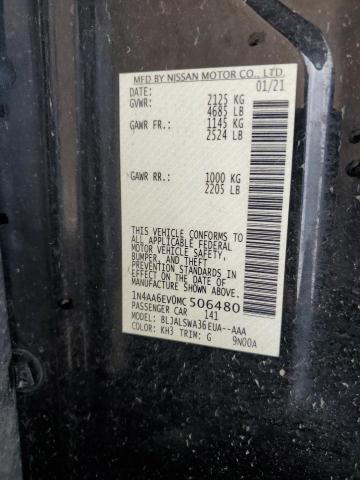 MFD BY NISSAN MOTOR CO., LTD.
DATE: 01/21
GVWR: 2125 KG
4685 LB
GAWR FR.: 1145 KG
2524 LB
GAWR RR.: 1000 KG
2205 LB
THIS VEHICLE CONFORMS TO
ALL APPLICABLE U.S. FEDERAL
MOTOR VEHICLE SAFETY,
BUMPER, AND THEFT
PREVENTION STANDARDS
IN EFFECT ON THE DATE OF
MANUFACTURE SHOWN ABOVE.
1N4AA6EV0MC506480
PASSENGER CAR 141
MODEL: BLJALSWA36EUA--AAA
COLOR: KH3 TRIM: G 9N00A